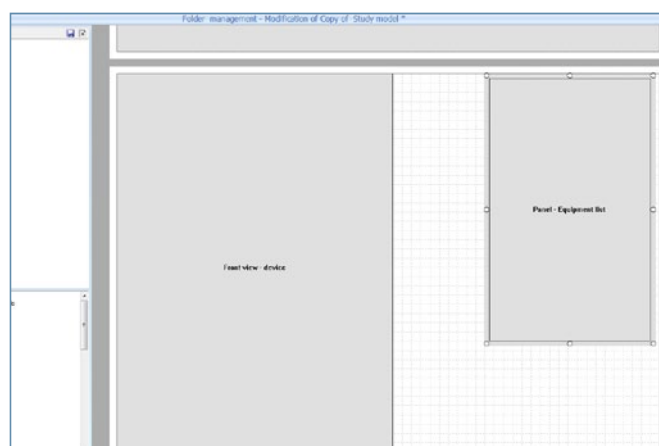 Folder management - Modification of Copy of Study model *
Front view - device
Panel - Equipment list